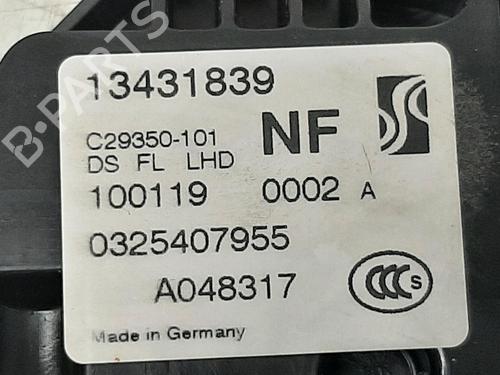 13431839
C29350-101
NF
DS FL LHD
100119 0002 A
0325407955
A048317
CCC S
Made in Germany
B-PARTS